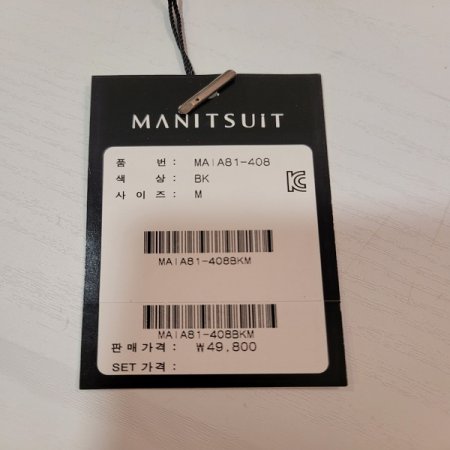 MANITSUIT
품 번 : MAIA81-408
색 상 : BK
사 이 즈 : M
MAIA81-408BKM
MAIA81-408BKM
판매가격 : ₩49,800
SET 가격 :